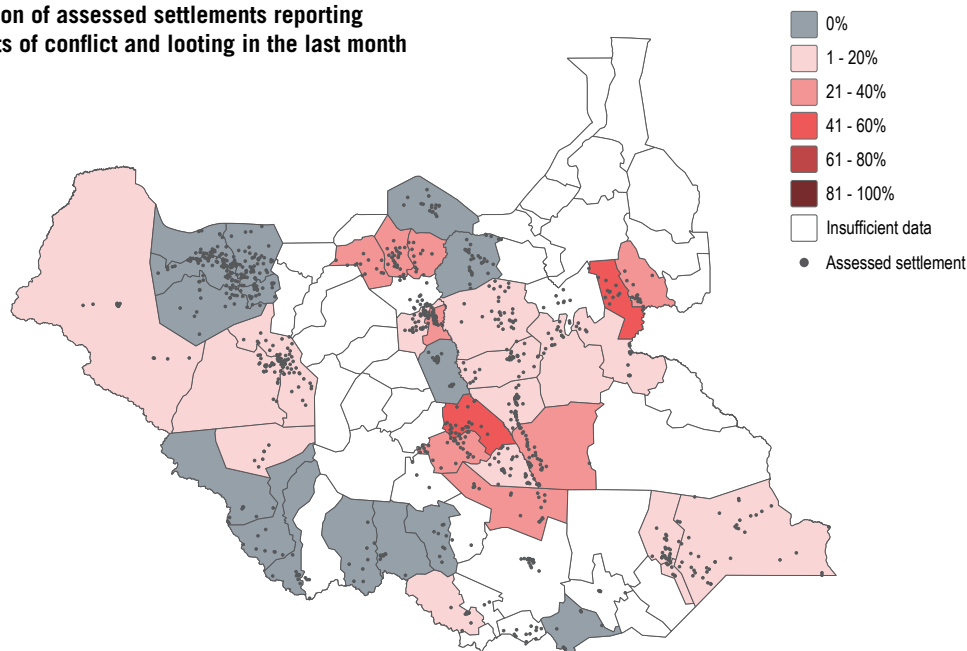 on of assessed settlements reporting
s of conflict and looting in the last month
0%
1 - 20%
21 - 40%
41 - 60%
61 - 80%
81 - 100%
Insufficient data
Assessed settlement